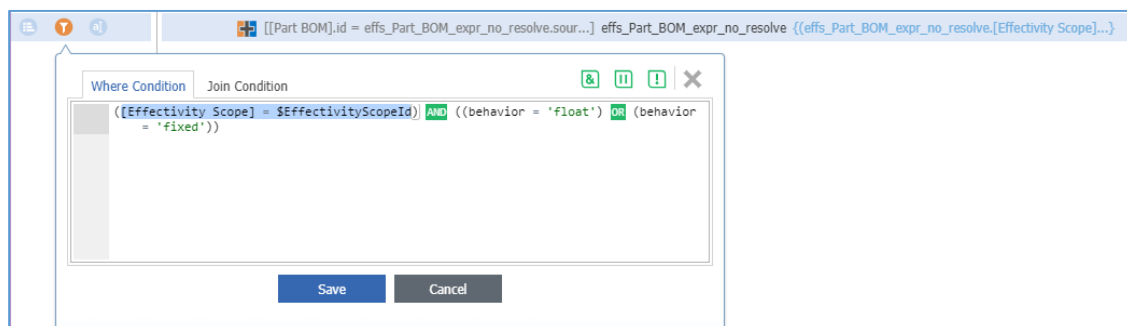 [[Part BOM].id = effs_Part_BOM_expr_no_resolve.sour...] effs_Part_BOM_expr_no_resolve {(effs_Part_BOM_expr_no_resolve.[Effectivity Scope]...}
Where Condition Join Condition
([Effectivity Scope] = $EffectivityScopeId) AND ((behavior = 'float') OR (behavior
= 'fixed'))
Save Cancel